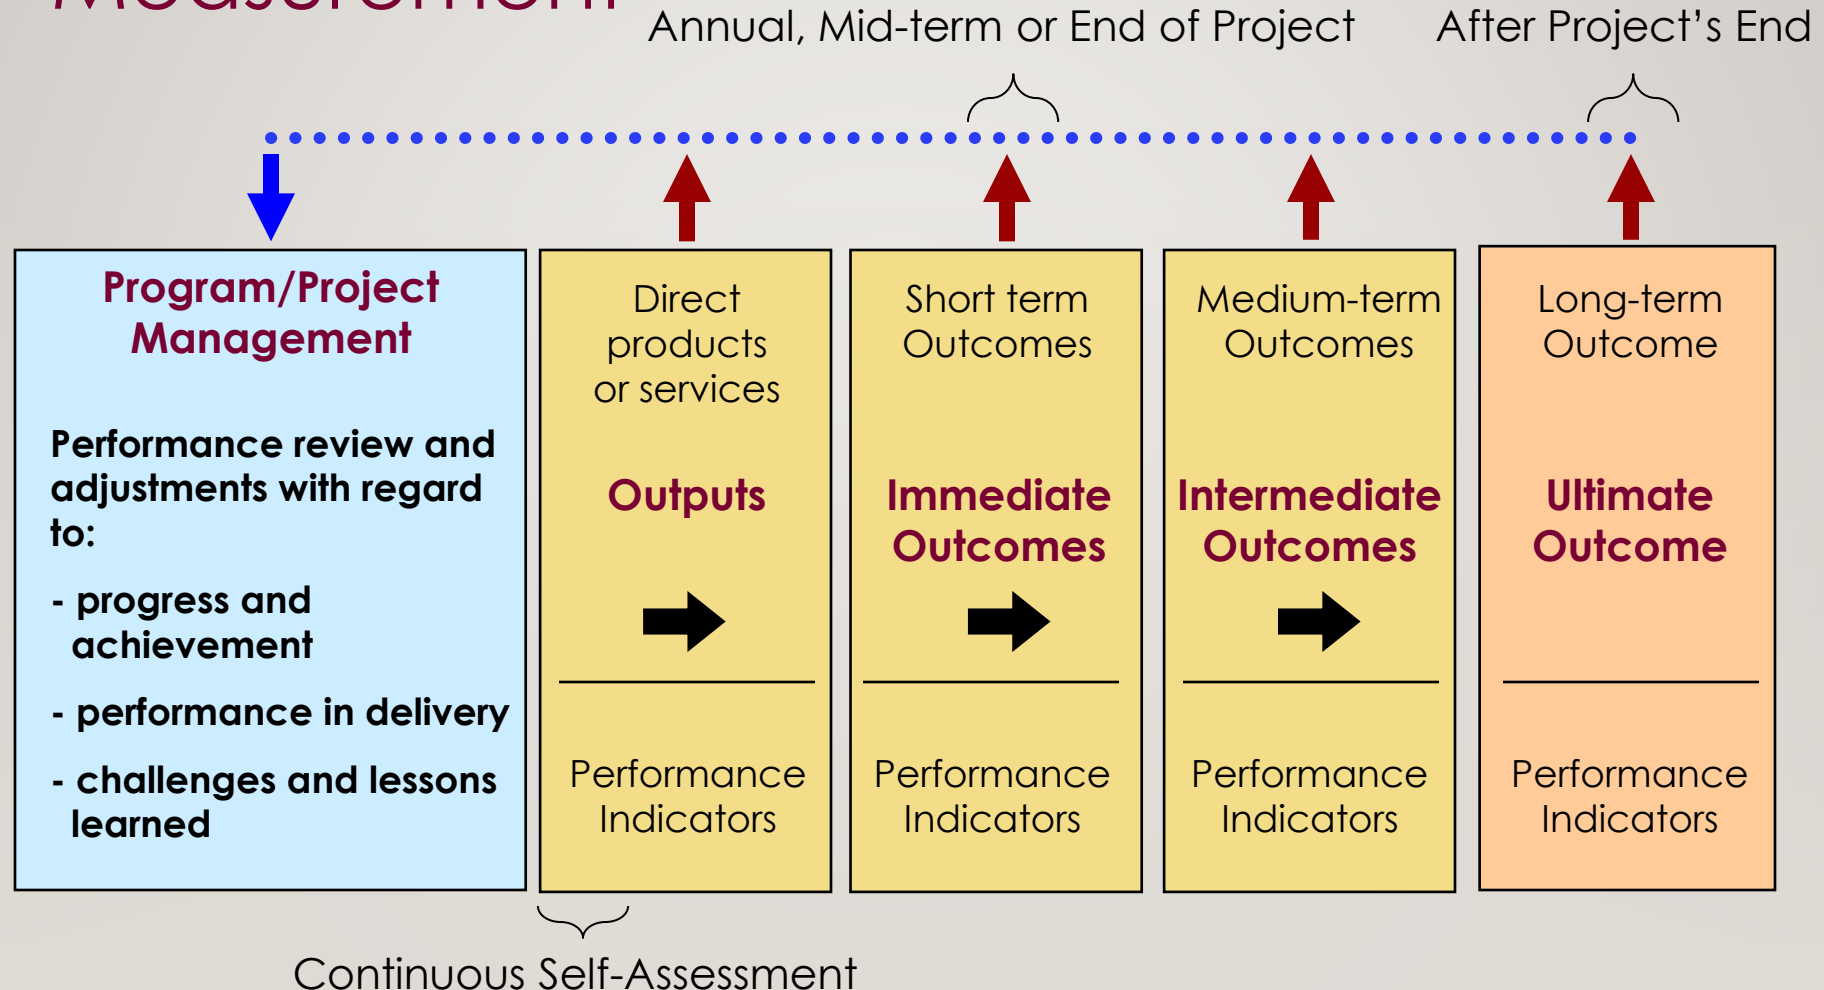 Measurement
Annual, Mid-term or End of Project
After Project's End
Program/Project
Management
Performance review and
adjustments with regard
to:
- progress and
achievement
- performance in delivery
- challenges and lessons
learned
Direct
products
or services
Outputs
Performance
Indicators
Short term
Outcomes
Immediate
Outcomes
Performance
Indicators
Medium-term
Outcomes
Intermediate
Outcomes
Performance
Indicators
Long-term
Outcome
Ultimate
Outcome
Performance
Indicators
Continuous Self-Assessment